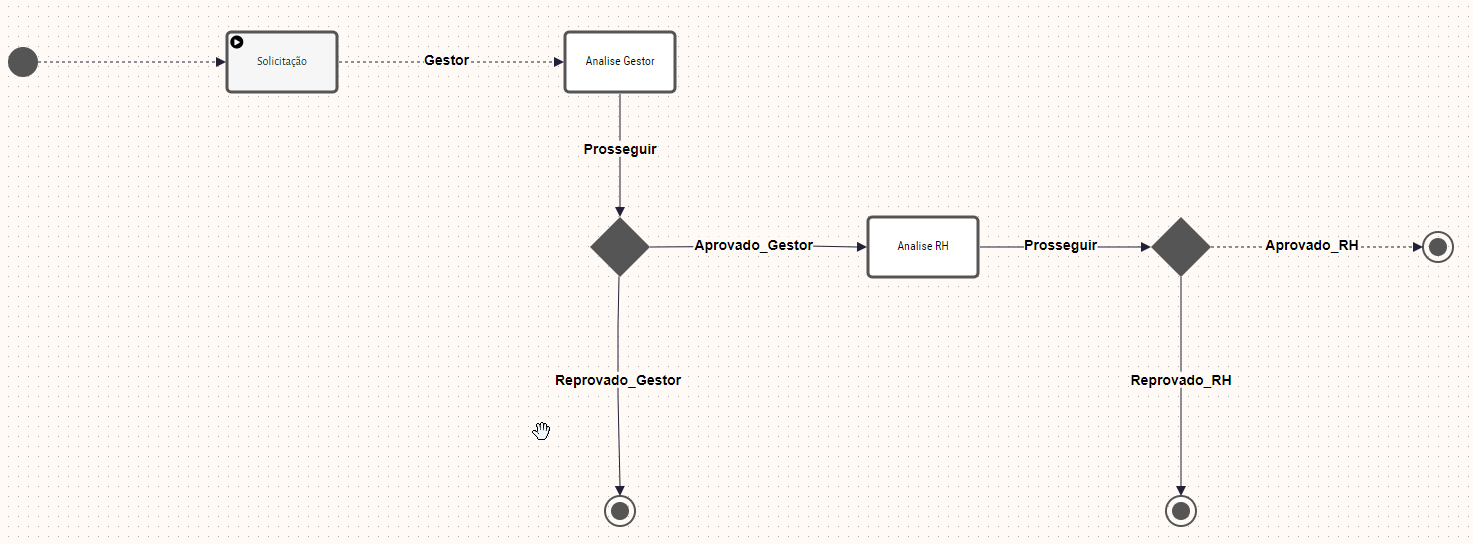 Solicitação
Gestor
Analise Gestor
Prosseguir
Aprovado_Gestor
Analise RH
Prosseguir
Aprovado_RH
Reprovado_Gestor
Reprovado_RH